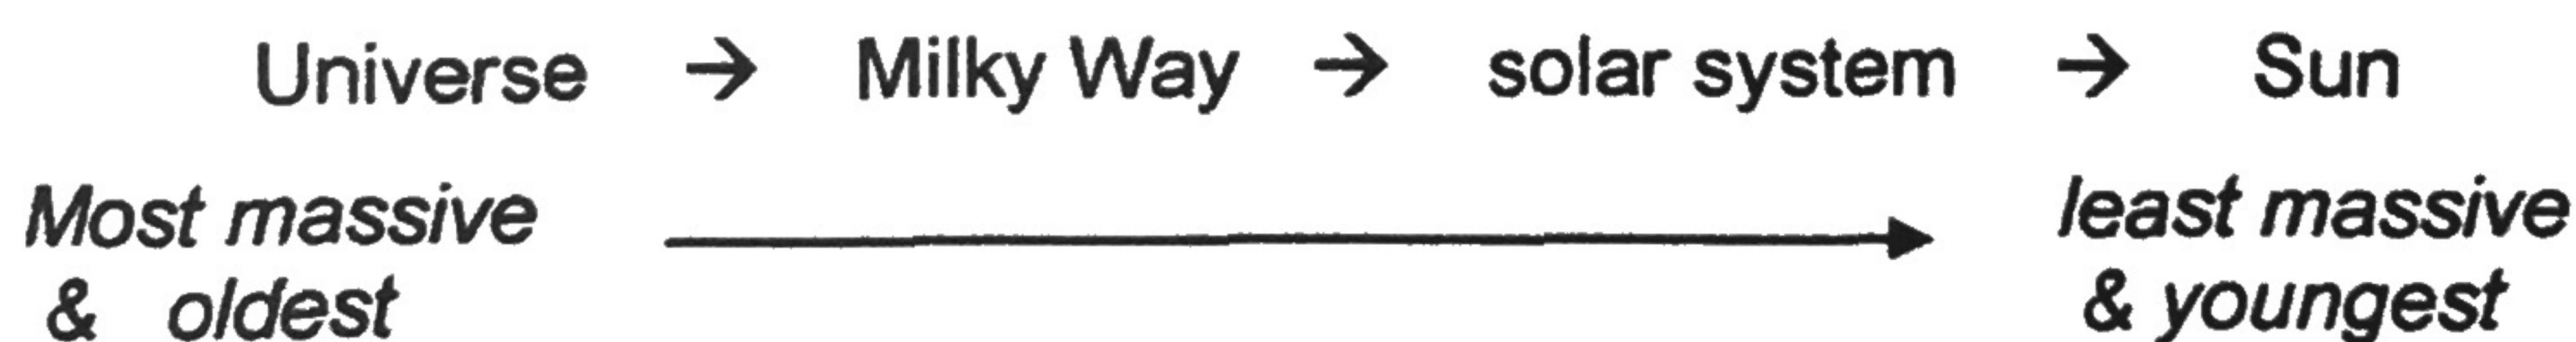 Universe → Milky Way → solar system → Sun
Most massive least massive
& oldest & youngest